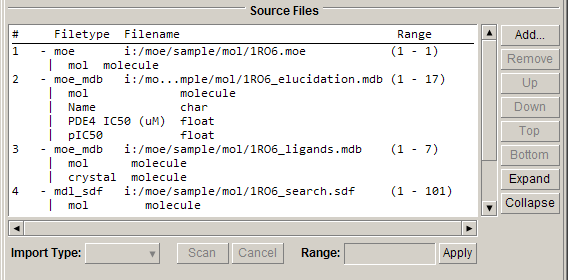 Source Files
# Filetype Filename Range
1 - moe i:/moe/sample/mol/1RO6.moe (1 - 1)
| mol molecule
2 - moe_mdb i:/mo...mple/mol/1RO6_elucidation.mdb (1 - 17)
| mol molecule
| Name char
| PDE4 IC50 (uM) float
| pIC50 float
3 - moe_mdb i:/moe/sample/mol/1RO6_ligands.mdb (1 - 7)
| mol molecule
| crystal molecule
4 - mdl_sdf i:/moe/sample/mol/1RO6_search.sdf (1 - 101)
| mol molecule
Add...
Remove
Up
Down
Top
Bottom
Expand
Collapse
Import Type: Scan Cancel Range: Apply